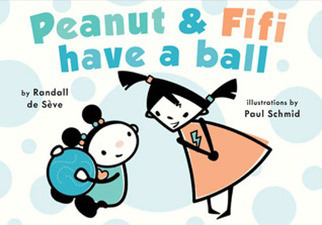 Peanut & Fifi
have a ball
by Randall
de Sève
illustrations by
Paul Schmid